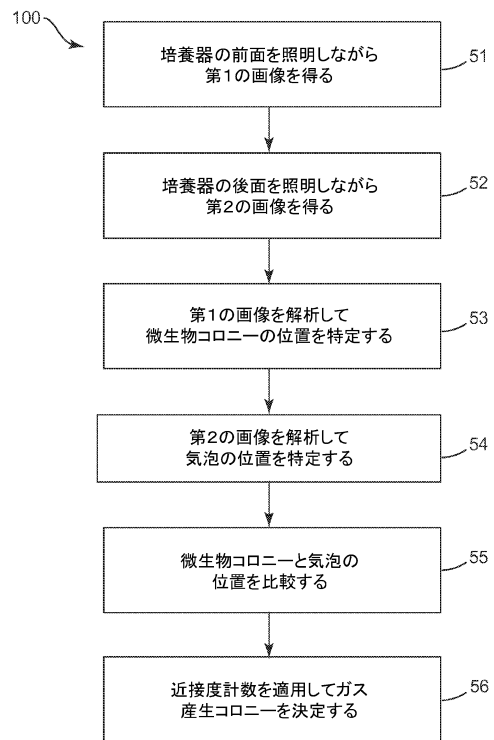 100
培養器の前面を照明しながら
第1の画像を得る
51
培養器の後面を照明しながら
第2の画像を得る
52
第1の画像を解析して
微生物コロニーの位置を特定する
53
第2の画像を解析して
気泡の位置を特定する
54
微生物コロニーと気泡の
位置を比較する
55
近接度計数を適用してガス
産生コロニーを決定する
56